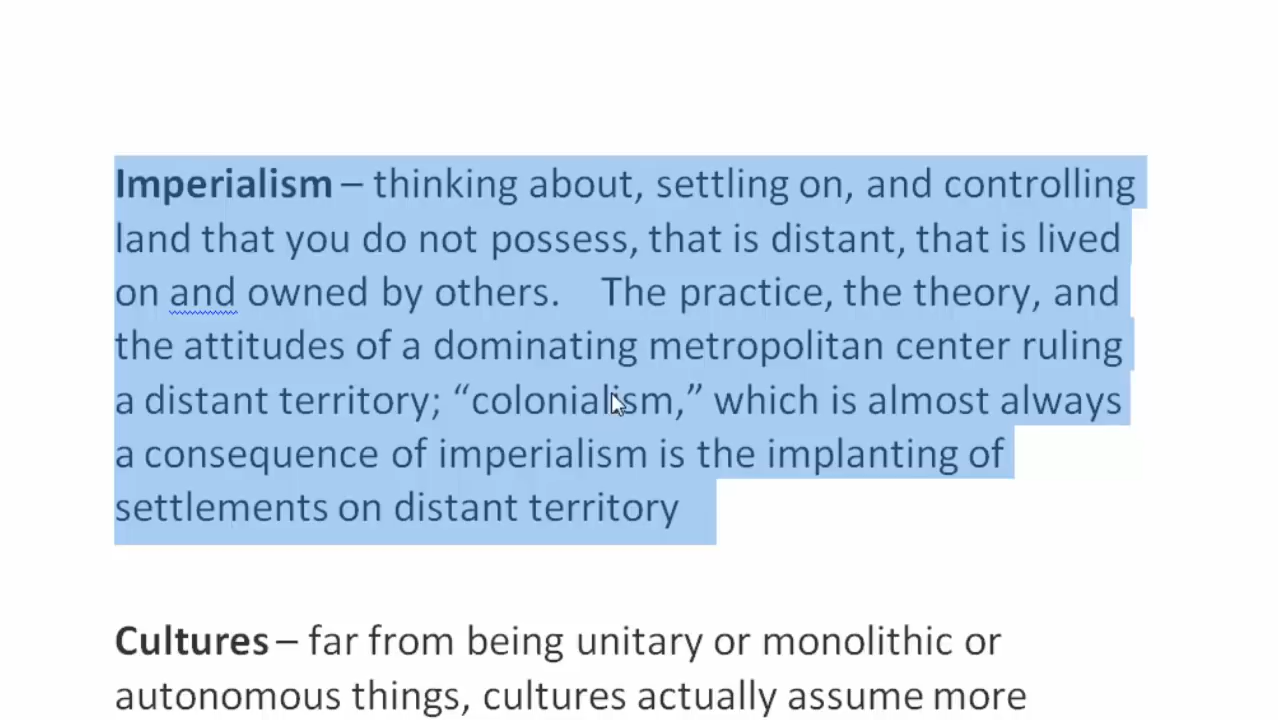 Imperialism – thinking about, settling on, and controlling
land that you do not possess, that is distant, that is lived
on and owned by others.    The practice, the theory, and
the attitudes of a dominating metropolitan center ruling
a distant territory; “colonialism,” which is almost always
a consequence of imperialism is the implanting of
settlements on distant territory
Cultures – far from being unitary or monolithic or
autonomous things, cultures actually assume more